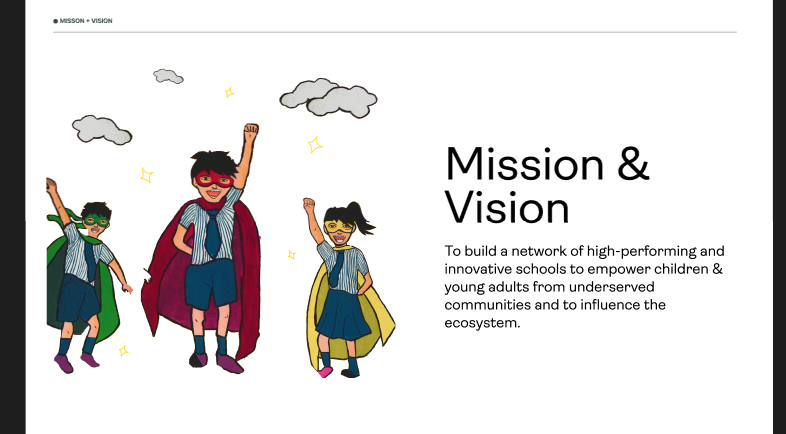 MISSON + VISION
Mission &
Vision
To build a network of high-performing and
innovative schools to empower children &
young adults from underserved
communities and to influence the
ecosystem.